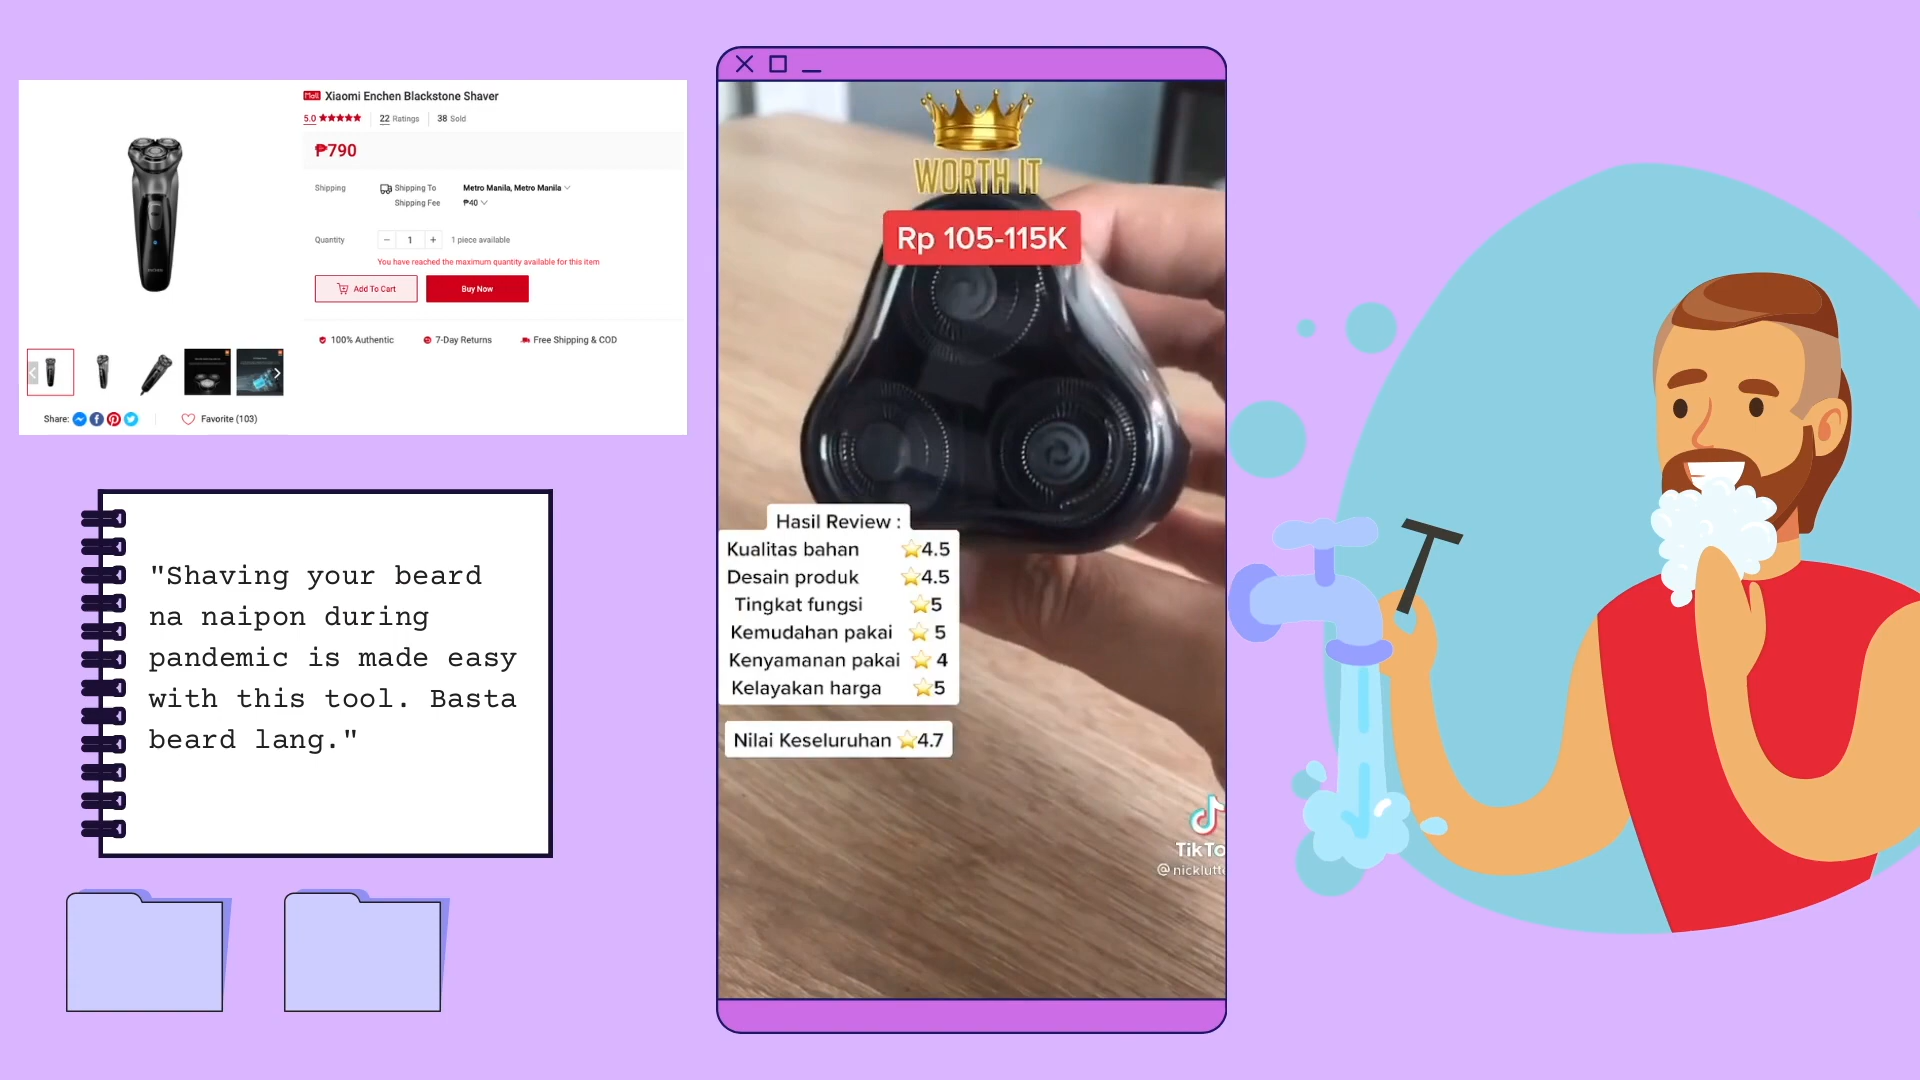 Mall Xiaomi Enchen Blackstone Shaver
5.0 22 Ratings 38 Sold
₱790
Shipping Shipping To Metro Manila, Metro Manila
Shipping Fee ₱40
Quantity 1 1 piece available
You have reached the maximum quantity available for this item
Add To Cart Buy Now
100% Authentic 7-Day Returns Free Shipping & COD
Share: Favorite (103)
"Shaving your beard
na naipon during
pandemic is made easy
with this tool. Basta
beard lang."
WORTH IT
Rp 105-115K
Hasil Review :
Kualitas bahan ⭐4.5
Desain produk ⭐4.5
Tingkat fungsi ⭐5
Kemudahan pakai ⭐ 5
Kenyamanan pakai ⭐ 4
Kelayakan harga ⭐5
Nilai Keseluruhan ⭐4.7
TikTo
@nicklutte